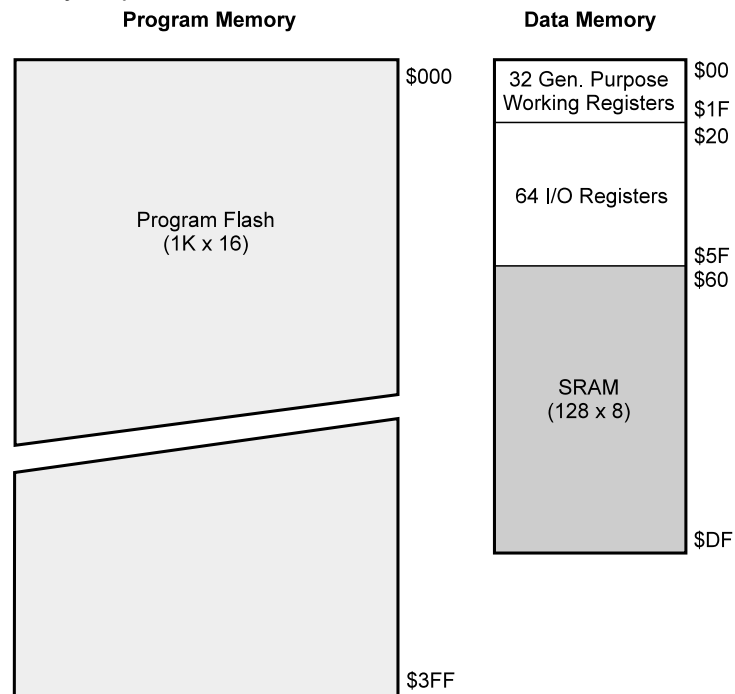 Program Memory
$000
Program Flash
(1K x 16)
$3FF
Data Memory
32 Gen. Purpose
Working Registers
$00
$1F
$20
64 I/O Registers
$5F
$60
SRAM
(128 x 8)
$DF